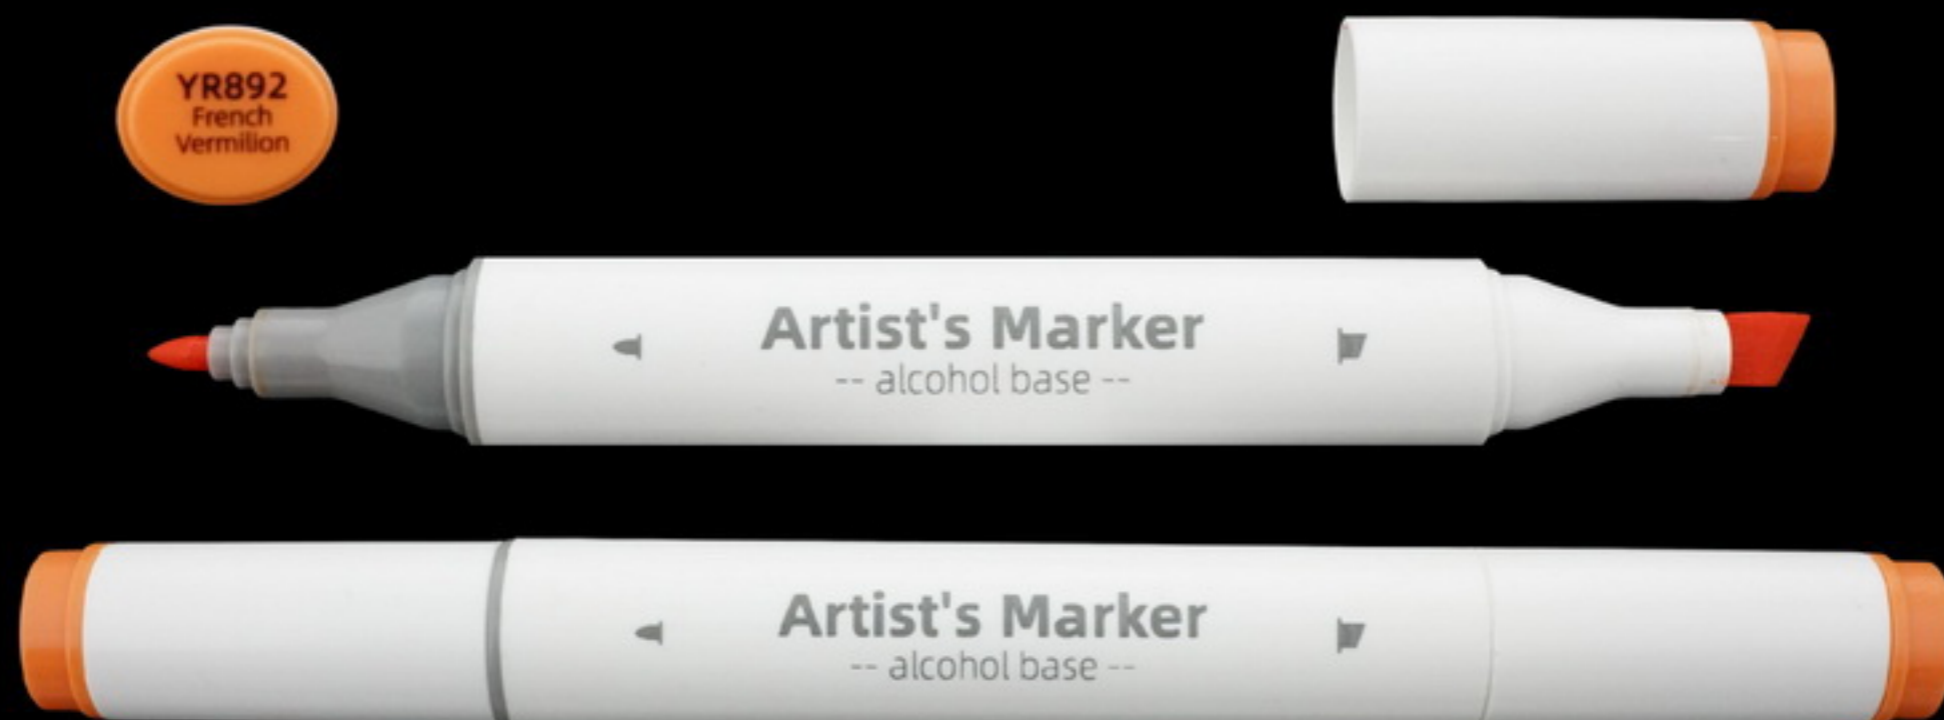 YR892
French
Vermilion
Artist's Marker
-- alcohol base --
Artist's Marker
-- alcohol base --